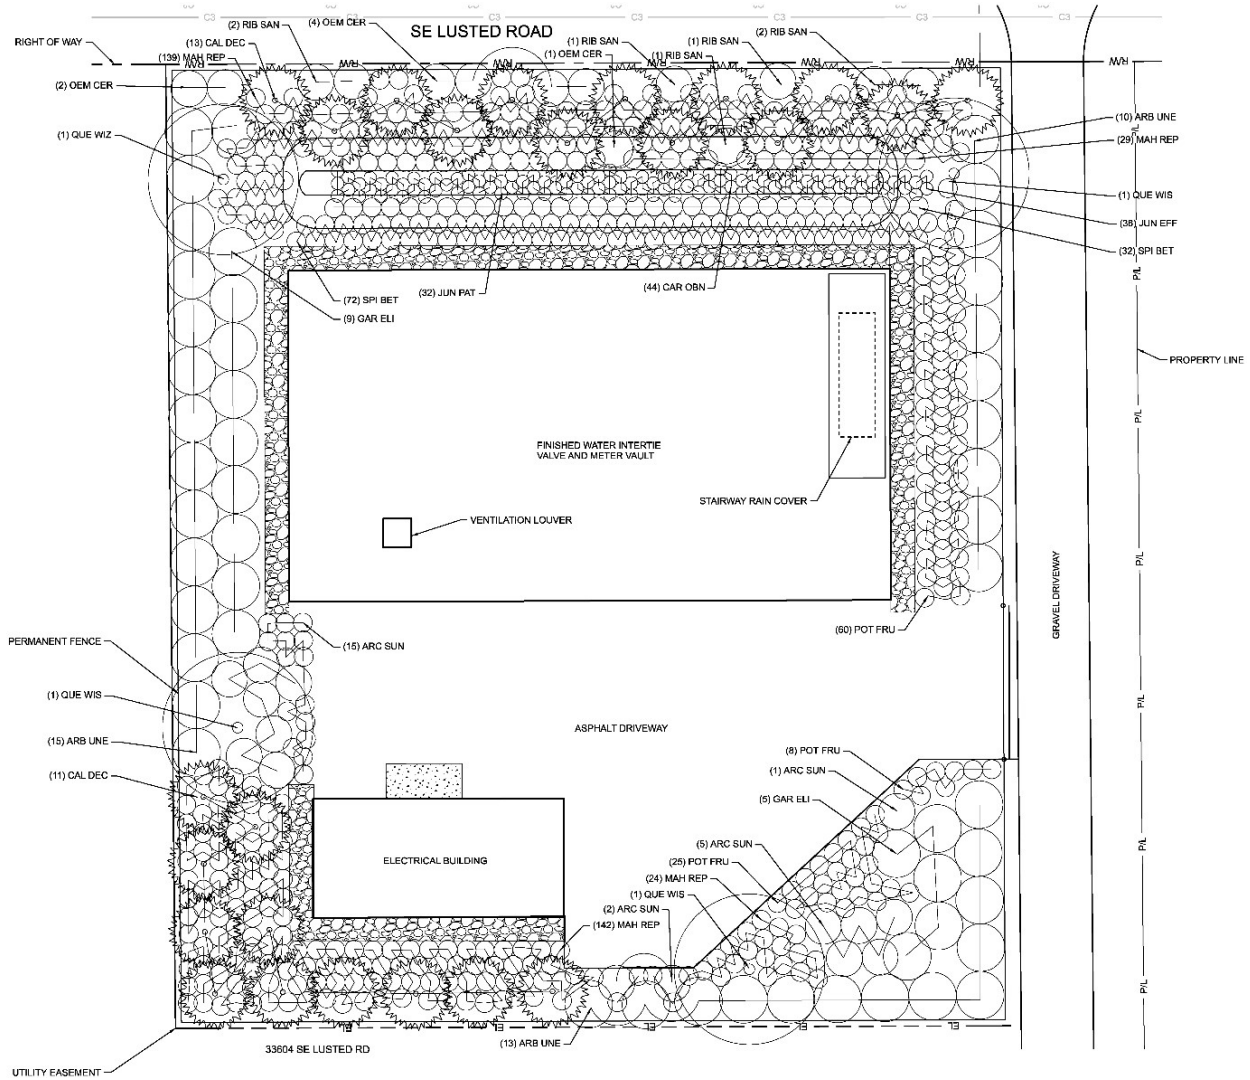 C3 C3 C3 C3 C3 C3
SE LUSTED ROAD
RIGHT OF WAY
(2) RIB SAN
(4) OEM CER
(13) CAL DEC
(139) MAH REP
(2) OEM CER
(1) RIB SAN
(1) OEM CER
(1) RIB SAN
(1) RIB SAN
(2) RIB SAN
R/W R/W R/W R/W R/W R/W
(1) QUE WIZ
(10) ARB UNE
(29) MAH REP
(1) QUE WIS
(38) JUN EFF
(32) SPI BET
P/L
P/L
(72) SPI BET
(9) GAR ELI
(32) JUN PAT
(44) CAR OBN
PROPERTY LINE
P/L
FINISHED WATER INTERTIE
VALVE AND METER VAULT
STAIRWAY RAIN COVER
VENTILATION LOUVER
P/L
GRAVEL DRIVEWAY
(60) POT FRU
PERMANENT FENCE
(15) ARC SUN
(1) QUE WIS
P/L
ASPHALT DRIVEWAY
(15) ARB UNE
(11) CAL DEC
(8) POT FRU
(1) ARC SUN
(5) GAR ELI
P/L
ELECTRICAL BUILDING
(5) ARC SUN
(25) POT FRU
(24) MAH REP
(1) QUE WIS
(2) ARC SUN
(142) MAH REP
P/L
33604 SE LUSTED RD
(13) ARB UNE
UTILITY EASEMENT